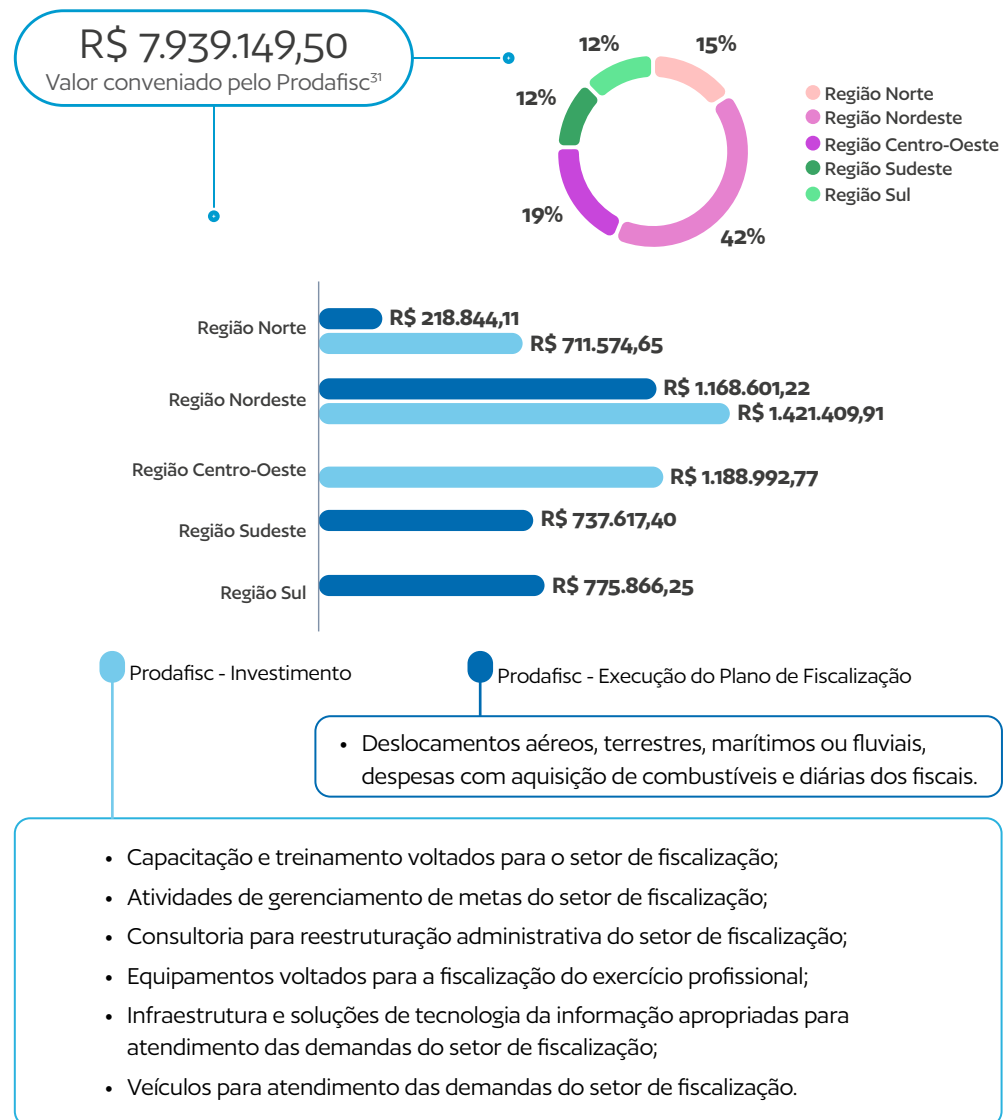 R$ 7.939.149,50
Valor conveniado pelo Prodafisc³¹
12%
15%
12%
19%
42%
Região Norte
Região Nordeste
Região Centro-Oeste
Região Sudeste
Região Sul
Região Norte
R$ 218.844,11
R$ 711.574,65
Região Nordeste
R$ 1.168.601,22
R$ 1.421.409,91
Região Centro-Oeste
R$ 1.188.992,77
Região Sudeste
R$ 737.617,40
Região Sul
R$ 775.866,25
Prodafisc - Investimento
Prodafisc - Execução do Plano de Fiscalização
• Deslocamentos aéreos, terrestres, marítimos ou fluviais,
despesas com aquisição de combustíveis e diárias dos fiscais.
• Capacitação e treinamento voltados para o setor de fiscalização;
• Atividades de gerenciamento de metas do setor de fiscalização;
• Consultoria para reestruturação administrativa do setor de fiscalização;
• Equipamentos voltados para a fiscalização do exercício profissional;
• Infraestrutura e soluções de tecnologia da informação apropriadas para
atendimento das demandas do setor de fiscalização;
• Veículos para atendimento das demandas do setor de fiscalização.